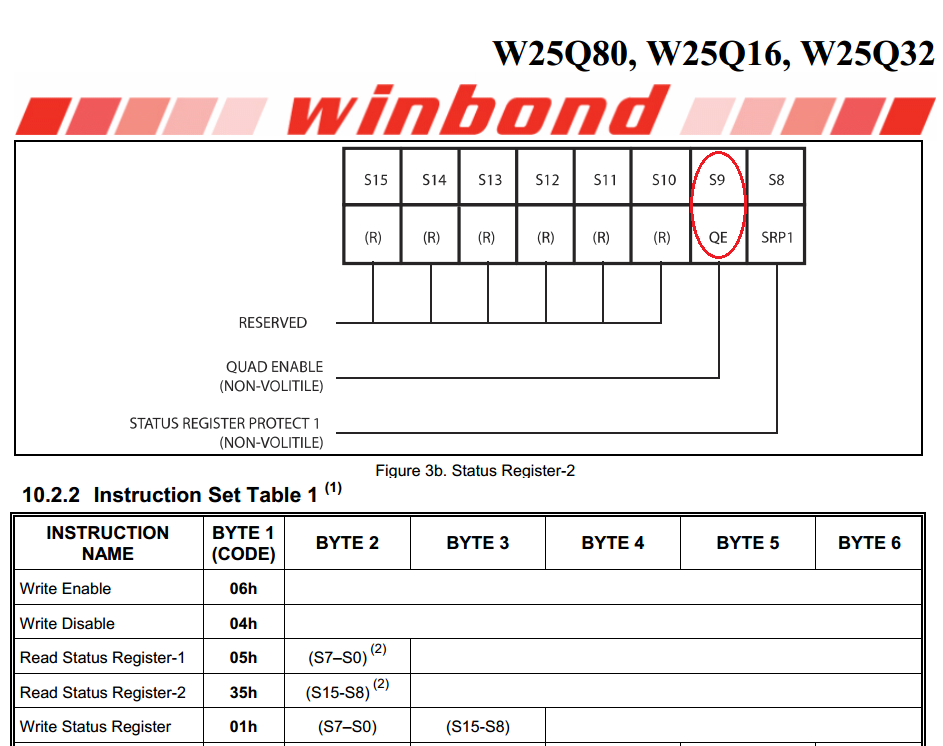 W25Q80, W25Q16, W25Q32
winbond
S15 S14 S13 S12 S11 S10 S9 S8
(R) (R) (R) (R) (R) (R) QE SRP1
RESERVED
QUAD ENABLE
(NON-VOLITILE)
STATUS REGISTER PROTECT 1
(NON-VOLITILE)
Figure 3b. Status Register-2
10.2.2 Instruction Set Table 1 (1)
INSTRUCTION NAME BYTE 1 (CODE) BYTE 2 BYTE 3 BYTE 4 BYTE 5 BYTE 6
Write Enable 06h
Write Disable 04h
Read Status Register-1 05h (S7–S0) (2)
Read Status Register-2 35h (S15-S8) (2)
Write Status Register 01h (S7–S0) (S15-S8)